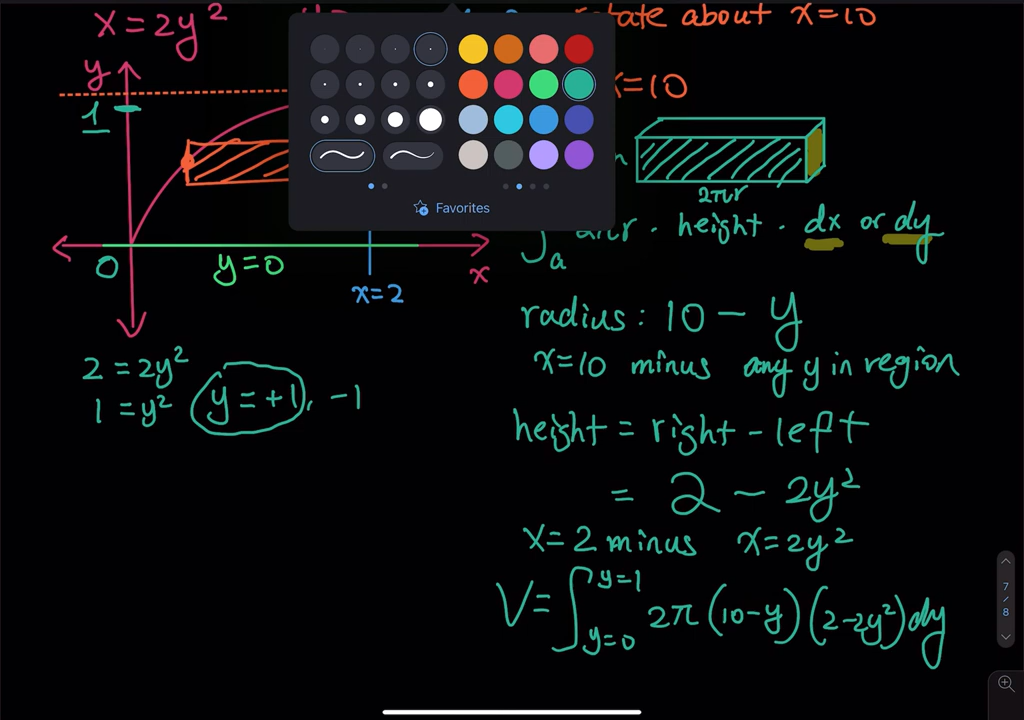 x=2y²
rotate about x=10
y
x=10
1
2πr
height · dx or dy
a
0
y=0
x
x=2
radius: 10 - y
x=10 minus any y in region
2 = 2y²
1 = y² y=+1, -1
height = right - left
= 2 - 2y²
x=2 minus x=2y²
V= ∫ y=1 y=0 2π (10-y) (2-2y²) dy
Favorites
7
/
8